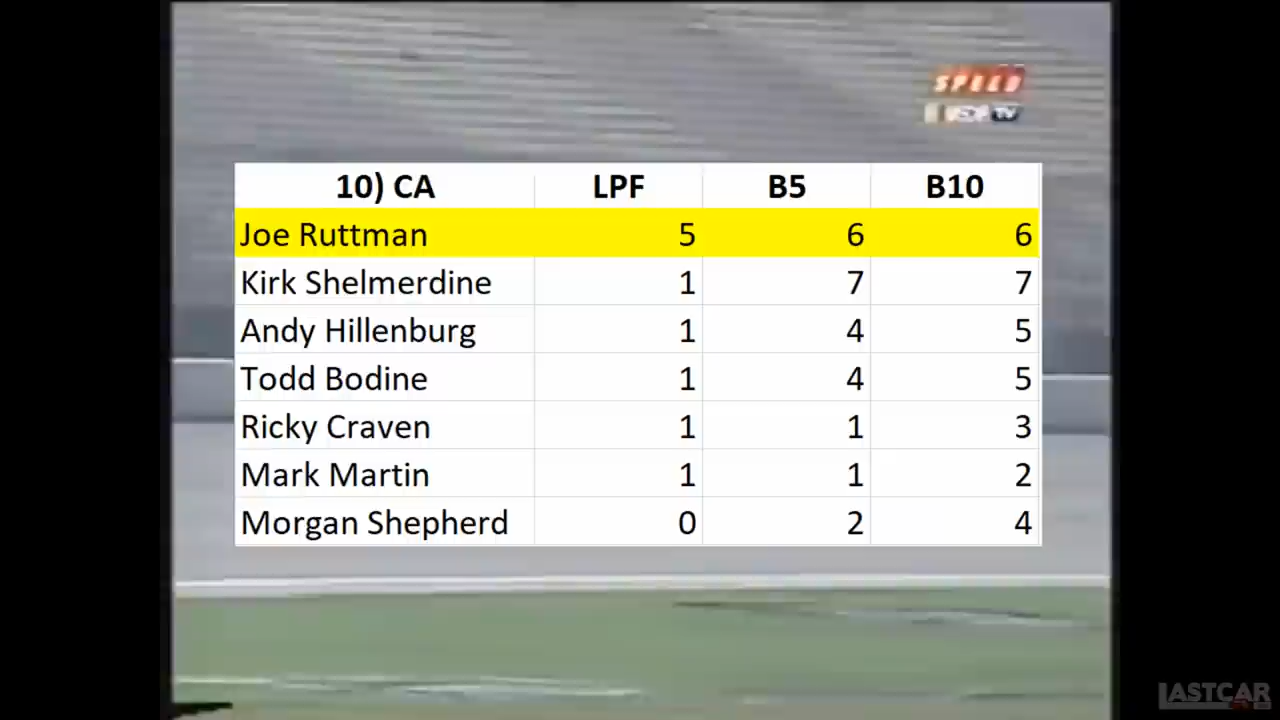 SPEED
10) CA LPF B5 B10
Joe Ruttman 5 6 6
Kirk Shelmerdine 1 7 7
Andy Hillenburg 1 4 5
Todd Bodine 1 4 5
Ricky Craven 1 1 3
Mark Martin 1 1 2
Morgan Shepherd 0 2 4
LASTCAR